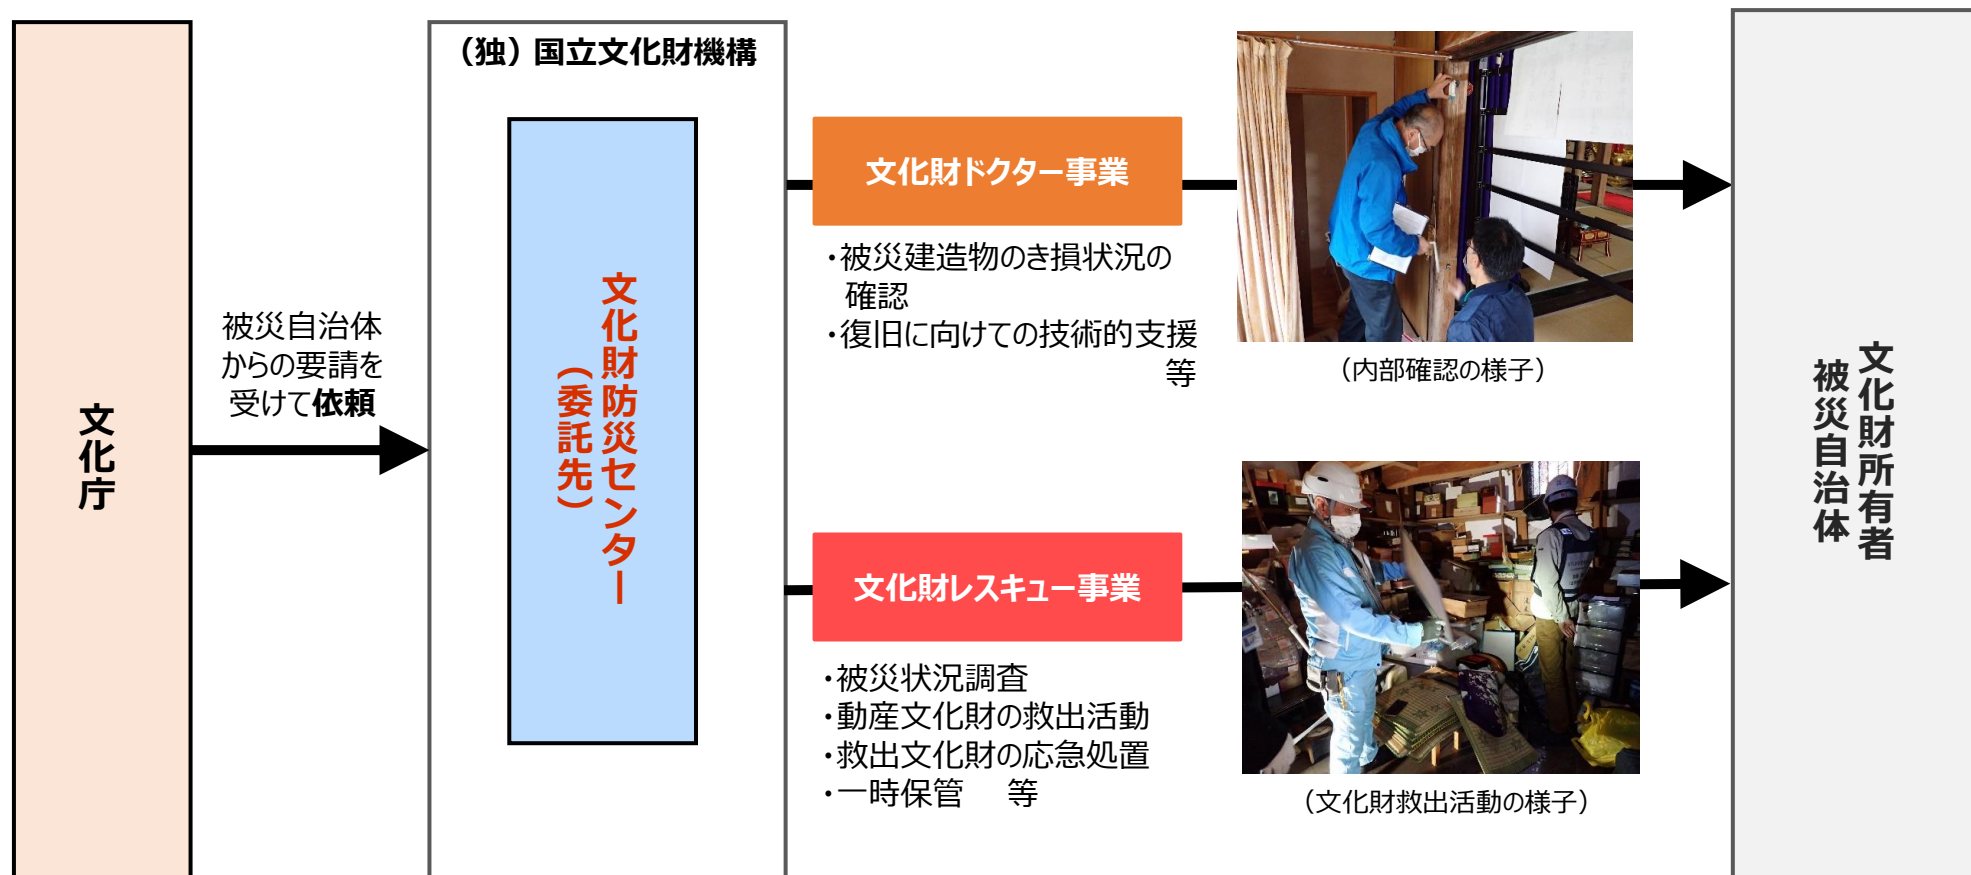 文化庁
被災自治体
からの要請を
受けて依頼
（独）国立文化財機構
文化財防災センター
（委託先）
文化財ドクター事業
・被災建造物のき損状況の
確認
・復旧に向けての技術的支援
等
（内部確認の様子）
文化財レスキュー事業
・被災状況調査
・動産文化財の救出活動
・救出文化財の応急処置
・一時保管　等
（文化財救出活動の様子）
文化財所有者
被災自治体